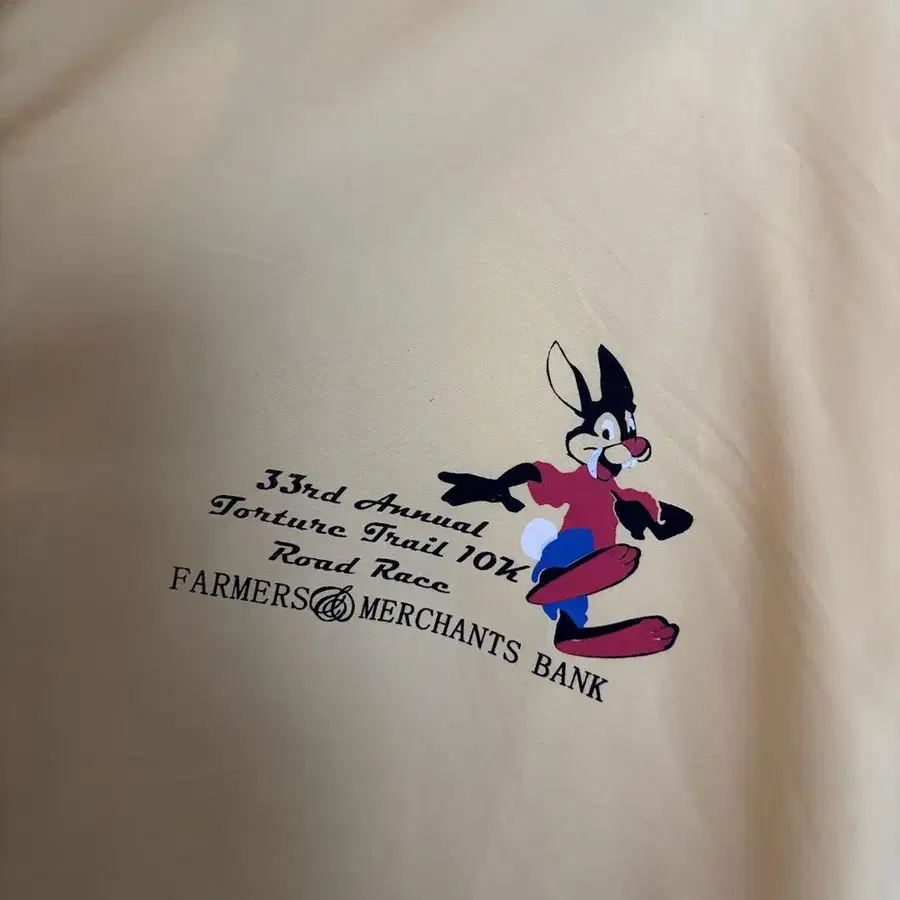 33rd Annual
Torture Trail 10K
Road Race
FARMERS & MERCHANTS BANK